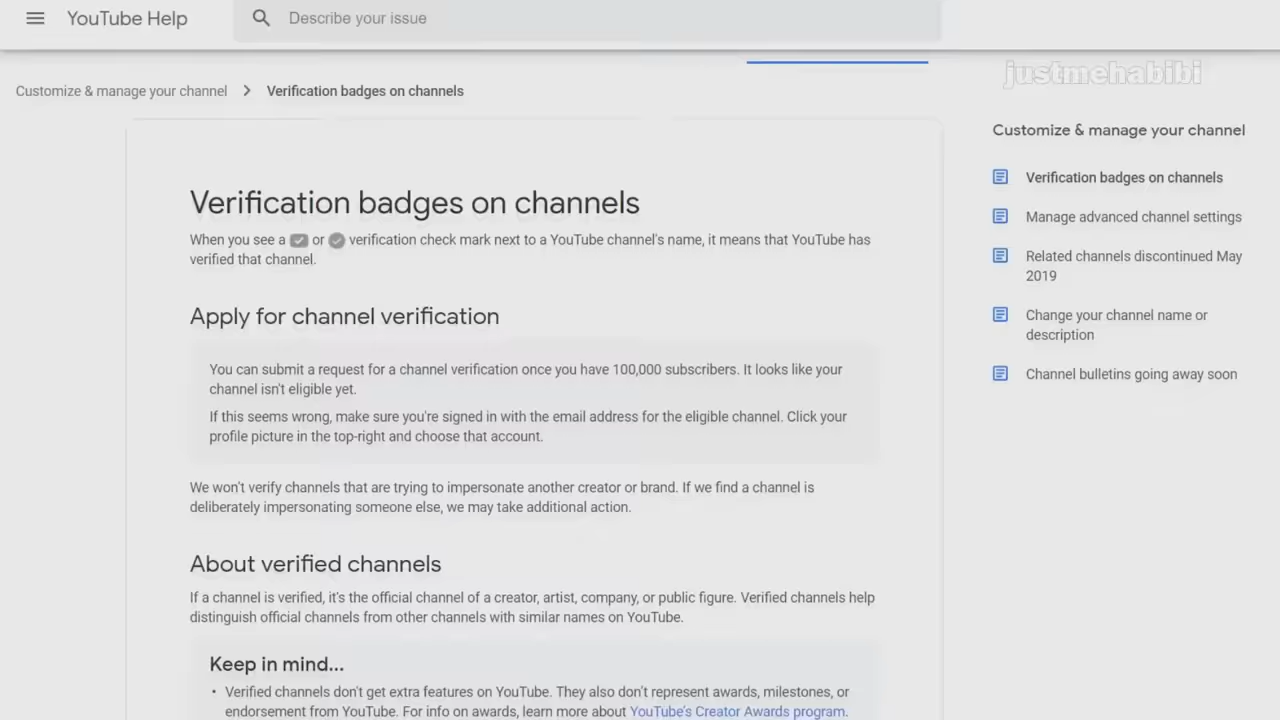 YouTube Help
Describe your issue
justmehabibi
Customize & manage your channel
Verification badges on channels
Verification badges on channels
When you see a or verification check mark next to a YouTube channel's name, it means that YouTube has
verified that channel.
Apply for channel verification
You can submit a request for a channel verification once you have 100,000 subscribers. It looks like your
channel isn't eligible yet.
If this seems wrong, make sure you're signed in with the email address for the eligible channel. Click your
profile picture in the top-right and choose that account.
We won't verify channels that are trying to impersonate another creator or brand. If we find a channel is
deliberately impersonating someone else, we may take additional action.
About verified channels
If a channel is verified, it's the official channel of a creator, artist, company, or public figure. Verified channels help
distinguish official channels from other channels with similar names on YouTube.
Keep in mind...
• Verified channels don't get extra features on YouTube. They also don't represent awards, milestones, or
endorsement from YouTube. For info on awards, learn more about YouTube's Creator Awards program.
Customize & manage your channel
Verification badges on channels
Manage advanced channel settings
Related channels discontinued May
2019
Change your channel name or
description
Channel bulletins going away soon